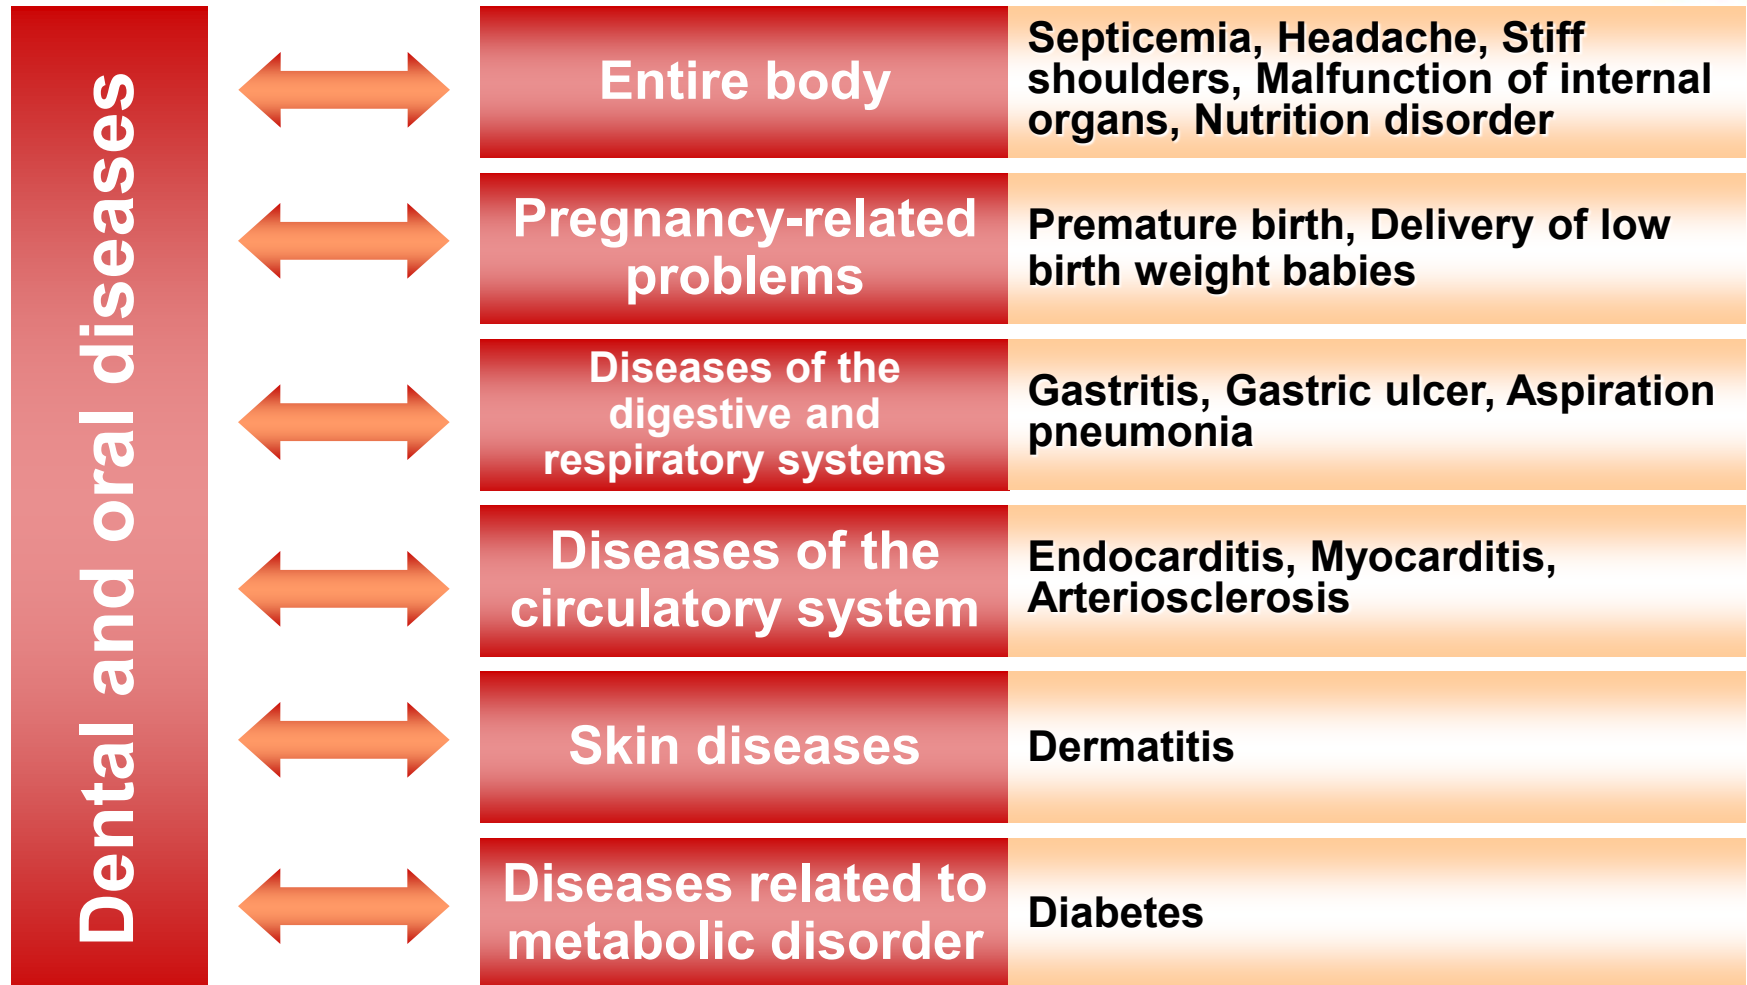 Dental and oral diseases
Entire body
Septicemia, Headache, Stiff
shoulders, Malfunction of internal
organs, Nutrition disorder
Pregnancy-related
problems
Premature birth, Delivery of low
birth weight babies
Diseases of the
digestive and
respiratory systems
Gastritis, Gastric ulcer, Aspiration
pneumonia
Diseases of the
circulatory system
Endocarditis, Myocarditis,
Arteriosclerosis
Skin diseases
Dermatitis
Diseases related to
metabolic disorder
Diabetes